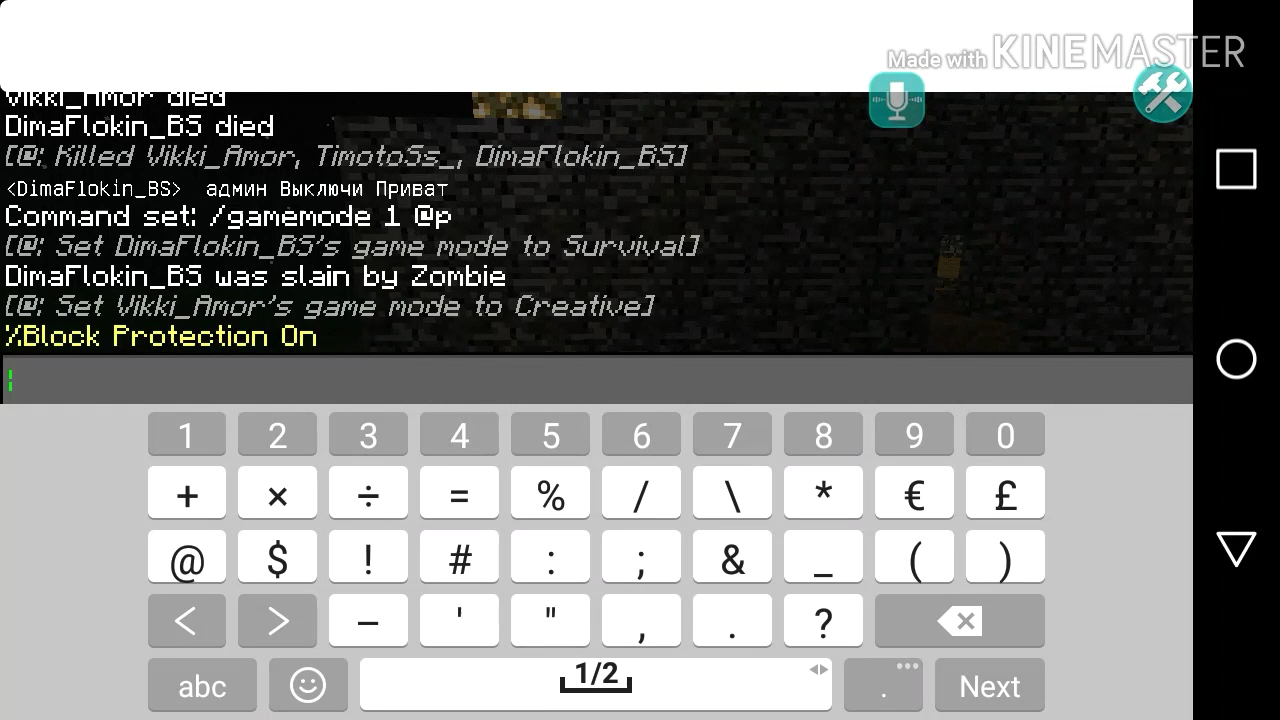 Made with KINEMASTER
Vikki_Amor died
DimaFlokin_BS died
[@: Killed Vikki_Amor, TimotoSs_, DimaFlokin_BS]
<DimaFlokin_BS> админ Выключи Приват
Command set: /gamemode 1 @p
[@: Set DimaFlokin_BS's game mode to Survival]
DimaFlokin_BS was slain by Zombie
[@: Set Vikki_Amor's game mode to Creative]
%Block Protection On
1 2 3 4 5 6 7 8 9 0
+ × ÷ = % / \ * € £
@ $ ! # : ; & _ ( )
< > – ' " , . ?
abc 1/2 . Next